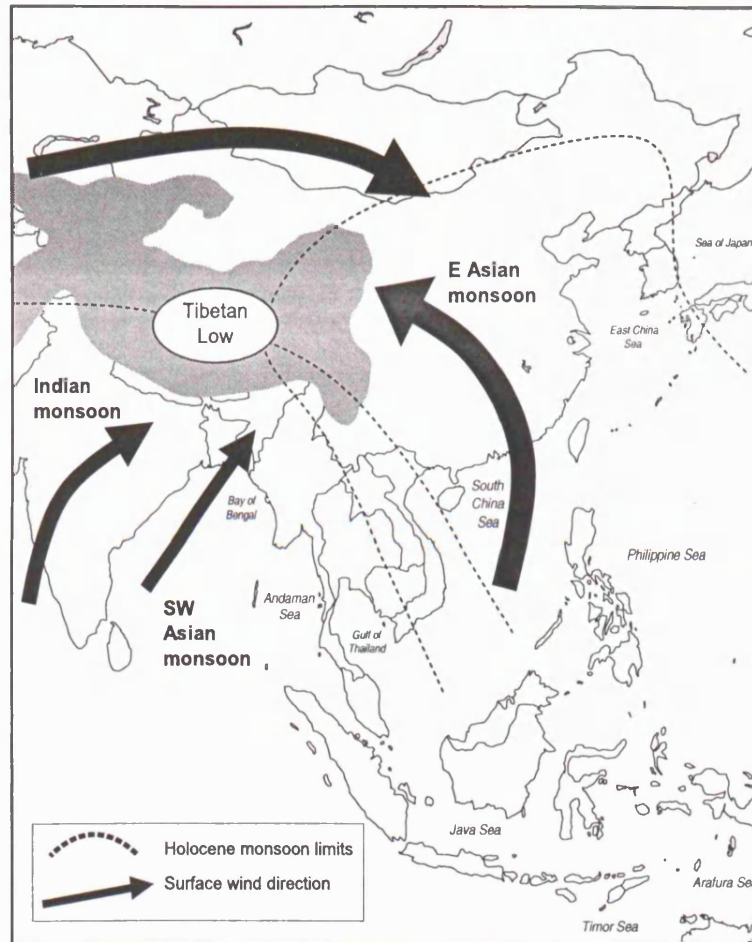 Sea of Japan
E Asian
monsoon
East China
Sea
Tibetan
Low
Indian
monsoon
Bay of
Bengal
South
China
Sea
Philippine Sea
SW
Asian
monsoon
Andaman
Sea
Gulf of
Thailand
Java Sea
Holocene monsoon limits
Surface wind direction
Arafura Sea
Timor Sea